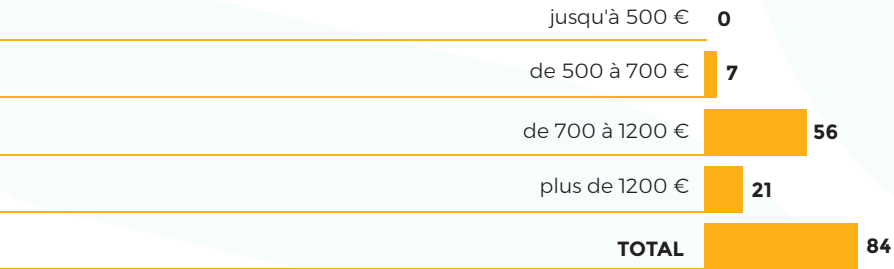 jusqu'à 500 € 0
de 500 à 700 € 7
de 700 à 1200 € 56
plus de 1200 € 21
TOTAL 84